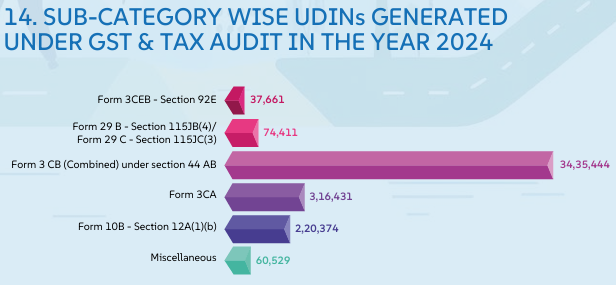 14. SUB-CATEGORY WISE UDINs GENERATED
UNDER GST & TAX AUDIT IN THE YEAR 2024
Form 3CEB - Section 92E 37,661
Form 29 B - Section 115JB(4)/
Form 29 C - Section 115JC(3) 74,411
Form 3 CB (Combined) under section 44 AB 34,35,444
Form 3CA 3,16,431
Form 10B - Section 12A(1)(b) 2,20,374
Miscellaneous 60,529